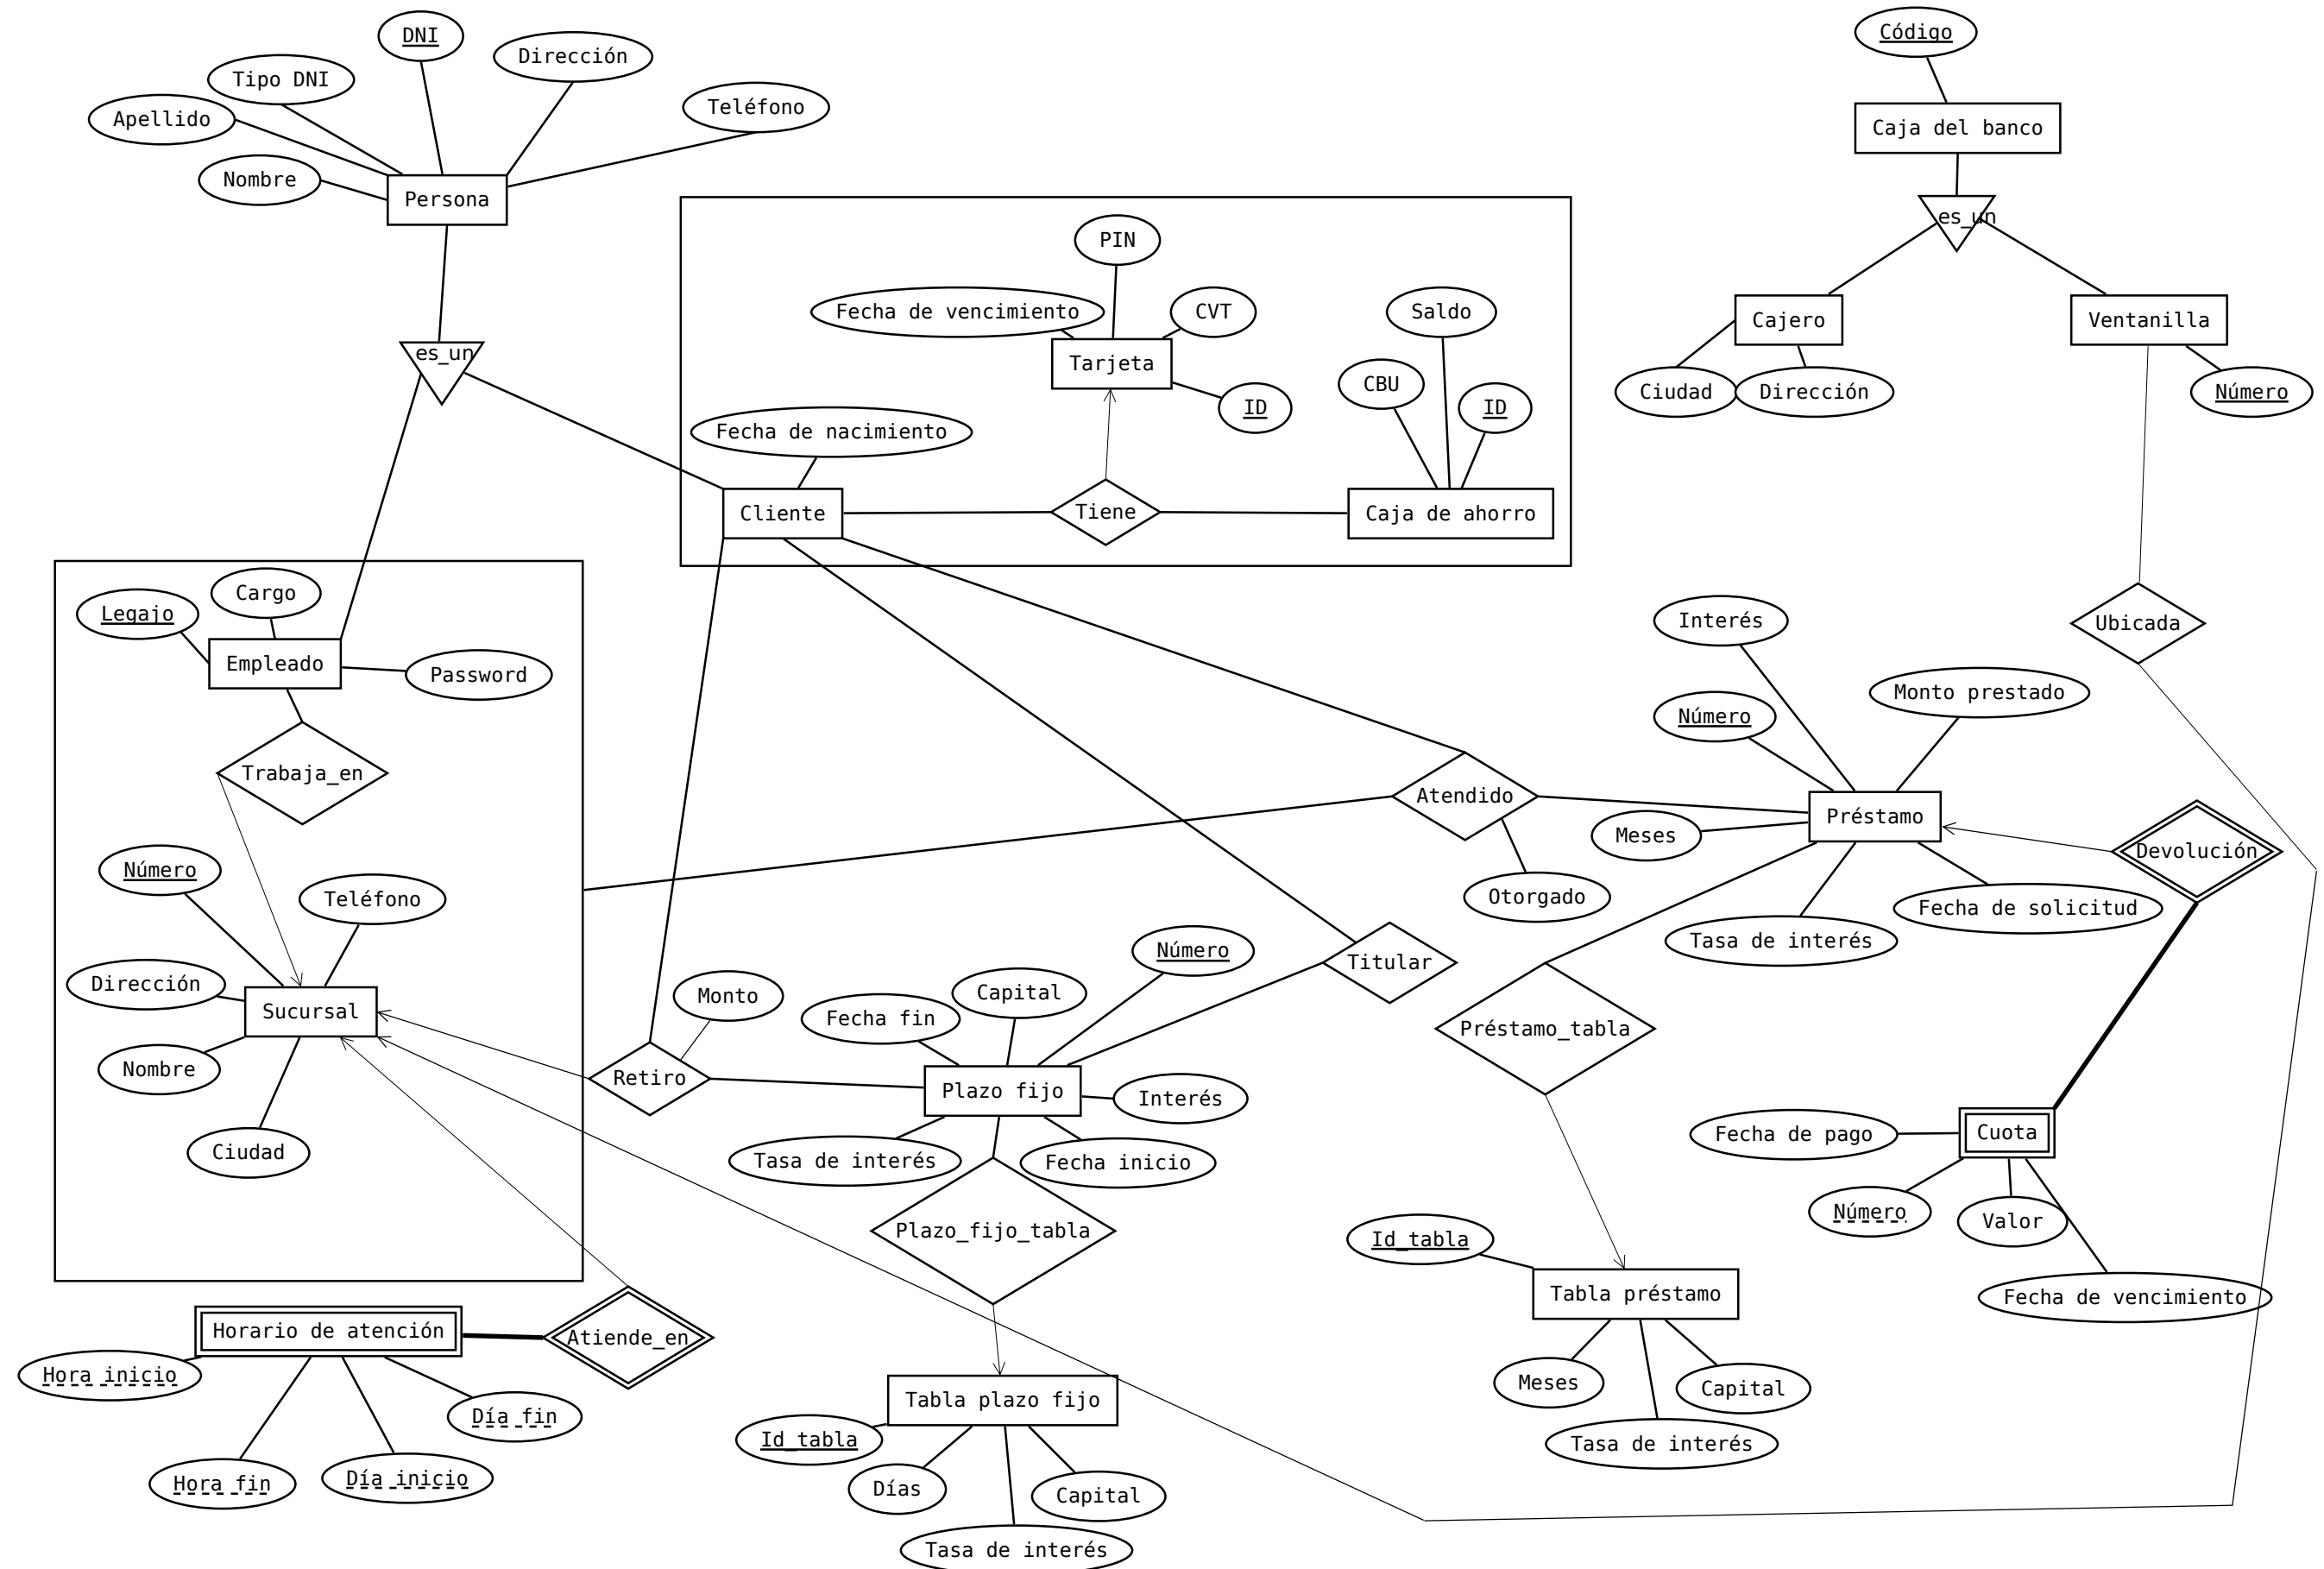 DNI
Código
Dirección
Tipo DNI
Teléfono
Apellido
Caja del banco
Nombre
Persona
es_un
PIN
Fecha de vencimiento
CVT
Saldo
Cajero
Ventanilla
es_un
Tarjeta
CBU
Ciudad
Dirección
Número
ID
ID
Fecha de nacimiento
Cliente
Tiene
Caja de ahorro
Cargo
Legajo
Interés
Ubicada
Empleado
Password
Monto prestado
Número
Trabaja_en
Atendido
Préstamo
Meses
Devolución
Número
Teléfono
Otorgado
Fecha de solicitud
Tasa de interés
Número
Titular
Dirección
Monto
Capital
Sucursal
Fecha fin
Préstamo_tabla
Nombre
Retiro
Plazo fijo
Interés
Fecha de pago
Cuota
Ciudad
Tasa de interés
Fecha inicio
Número
Valor
Plazo_fijo_tabla
Id_tabla
Tabla préstamo
Fecha de vencimiento
Horario de atención
Atiende_en
Hora inicio
Meses
Capital
Tabla plazo fijo
Día fin
Id_tabla
Tasa de interés
Hora fin
Día inicio
Días
Capital
Tasa de interés